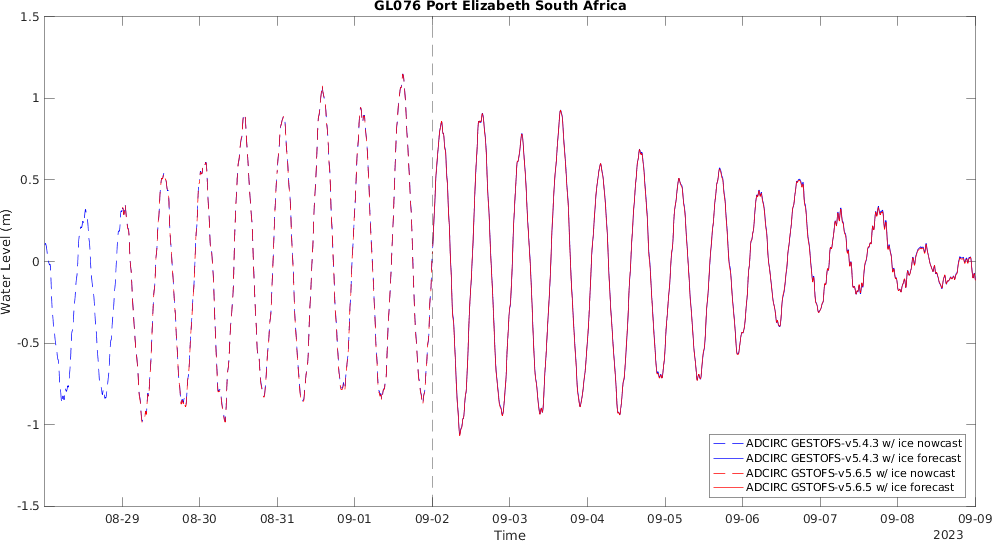 GL076 Port Elizabeth South Africa
1.5
1
0.5
0
-0.5
-1
-1.5
Water Level (m)
08-29 08-30 08-31 09-01 09-02 09-03 09-04 09-05 09-06 09-07 09-08 09-09
Time
2023
ADCIRC GESTOFS-v5.4.3 w/ ice nowcast
ADCIRC GESTOFS-v5.4.3 w/ ice forecast
ADCIRC GSTOFS-v5.6.5 w/ ice nowcast
ADCIRC GSTOFS-v5.6.5 w/ ice forecast